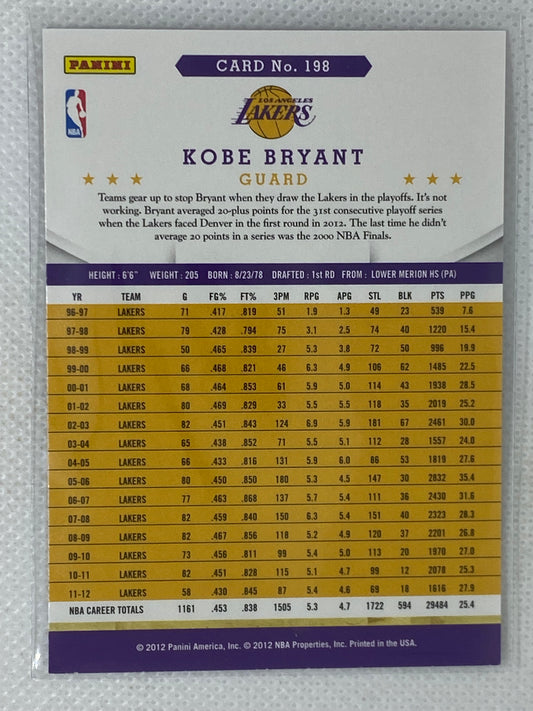 PANINI
CARD No. 198
NBA
LOS ANGELES
LAKERS
KOBE BRYANT
GUARD
Teams gear up to stop Bryant when they draw the Lakers in the playoffs. It's not
working. Bryant averaged 20-plus points for the 31st consecutive playoff series
when the Lakers faced Denver in the first round in 2012. The last time he didn't
average 20 points in a series was the 2000 NBA Finals.
HEIGHT : 6'6" WEIGHT : 205 BORN : 8/23/78 DRAFTED : 1st RD FROM : LOWER MERION HS (PA)
YR TEAM G FG% FT% 3PM RPG APG STL BLK PTS PPG
96-97 LAKERS 71 .417 .819 51 1.9 1.3 49 23 539 7.6
97-98 LAKERS 79 .428 .794 75 3.1 2.5 74 40 1220 15.4
98-99 LAKERS 50 .465 .839 27 5.3 3.8 72 50 996 19.9
99-00 LAKERS 66 .468 .821 46 6.3 4.9 106 62 1485 22.5
00-01 LAKERS 68 .464 .853 61 5.9 5.0 114 43 1938 28.5
01-02 LAKERS 80 .469 .829 33 5.5 5.5 118 35 2019 25.2
02-03 LAKERS 82 .451 .843 124 6.9 5.9 181 67 2461 30.0
03-04 LAKERS 65 .438 .852 71 5.5 5.1 112 28 1557 24.0
04-05 LAKERS 66 .433 .816 131 5.9 6.0 86 53 1819 27.6
05-06 LAKERS 80 .450 .850 180 5.3 4.5 147 30 2832 35.4
06-07 LAKERS 77 .463 .868 137 5.7 5.4 111 36 2430 31.6
07-08 LAKERS 82 .459 .840 150 6.3 5.4 151 40 2323 28.3
08-09 LAKERS 82 .467 .856 118 5.2 4.9 120 37 2201 26.8
09-10 LAKERS 73 .456 .811 99 5.4 5.0 113 20 1970 27.0
10-11 LAKERS 82 .451 .828 115 5.1 4.7 99 12 2078 25.3
11-12 LAKERS 58 .430 .845 87 5.4 4.6 69 18 1616 27.9
NBA CAREER TOTALS 1161 .453 .838 1505 5.3 4.7 1722 594 29484 25.4
© 2012 Panini America, Inc. © 2012 NBA Properties, Inc. Printed in the USA.